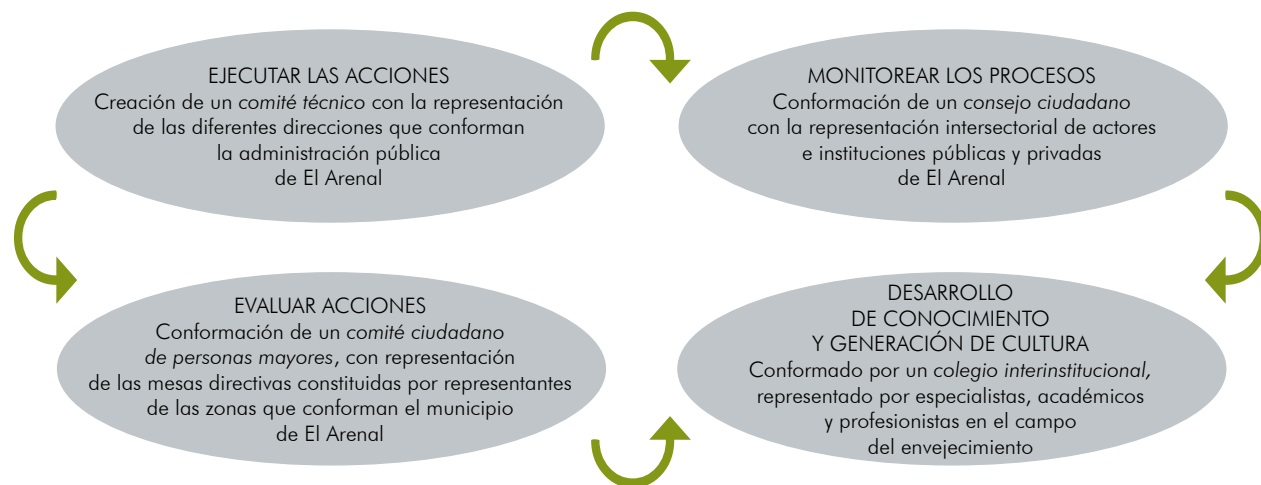 EJECUTAR LAS ACCIONES
Creación de un comité técnico con la representación
de las diferentes direcciones que conforman
la administración pública
de El Arenal
MONITOREAR LOS PROCESOS
Conformación de un consejo ciudadano
con la representación intersectorial de actores
e instituciones públicas y privadas
de El Arenal
EVALUAR ACCIONES
Conformación de un comité ciudadano
de personas mayores, con representación
de las mesas directivas constituidas por representantes
de las zonas que conforman el municipio
de El Arenal
DESARROLLO
DE CONOCIMIENTO
Y GENERACIÓN DE CULTURA
Conformado por un colegio interinstitucional,
representado por especialistas, académicos
y profesionistas en el campo
del envejecimiento